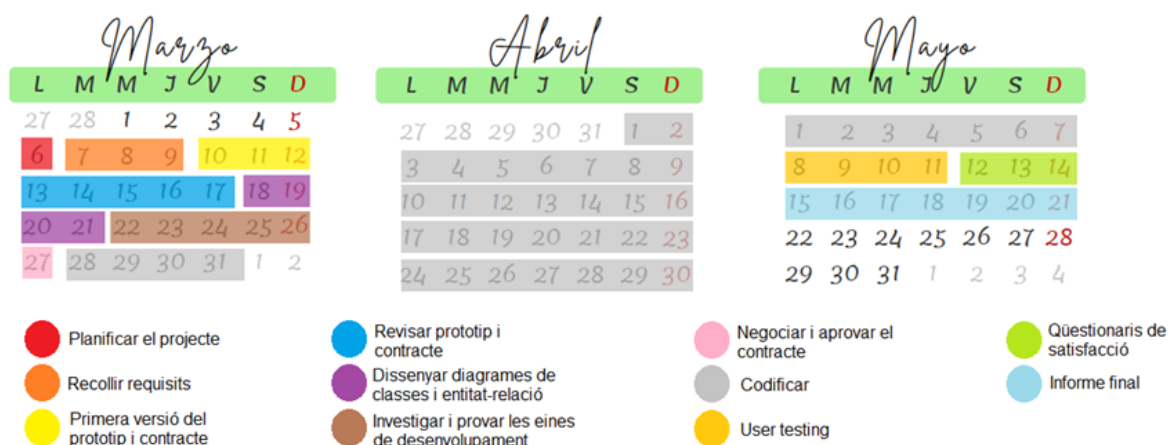 Marzo Abril Mayo
L M M J V S D
L M M J V S D
L M M J V S D
27 28 1 2 3 4 5
6 7 8 9 10 11 12
13 14 15 16 17 18 19
20 21 22 23 24 25 26
27 28 29 30 31 1 2
27 28 29 30 31 1 2
3 4 5 6 7 8 9
10 11 12 13 14 15 16
17 18 19 20 21 22 23
24 25 26 27 28 29 30
1 2 3 4 5 6 7
8 9 10 11 12 13 14
15 16 17 18 19 20 21
22 23 24 25 26 27 28
29 30 31 1 2 3 4
Planificar el projecte
Recollir requisits
Primera versió del
prototip i contracte
Revisar prototip i
contracte
Dissenyar diagrames de
classes i entitat-relació
Investigar i provar les eines
de desenvolupament
Negociar i aprovar el
contracte
Codificar
User testing
Qüestionaris de
satisfacció
Informe final